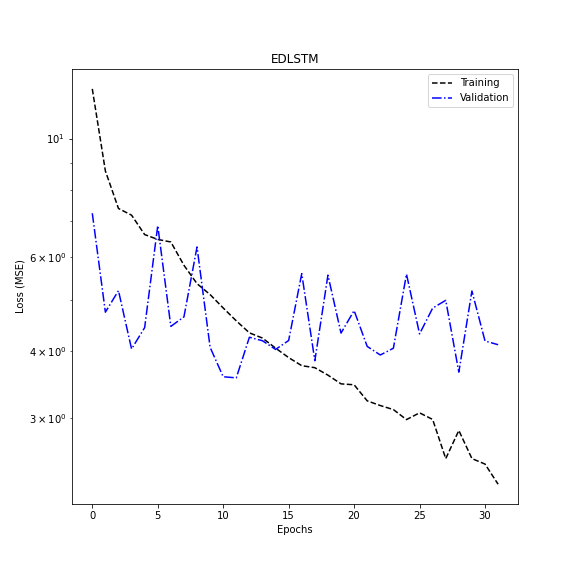 EDLSTM
Training
Validation
10¹
6 × 10⁰
4 × 10⁰
3 × 10⁰
Loss (MSE)
0 5 10 15 20 25 30
Epochs